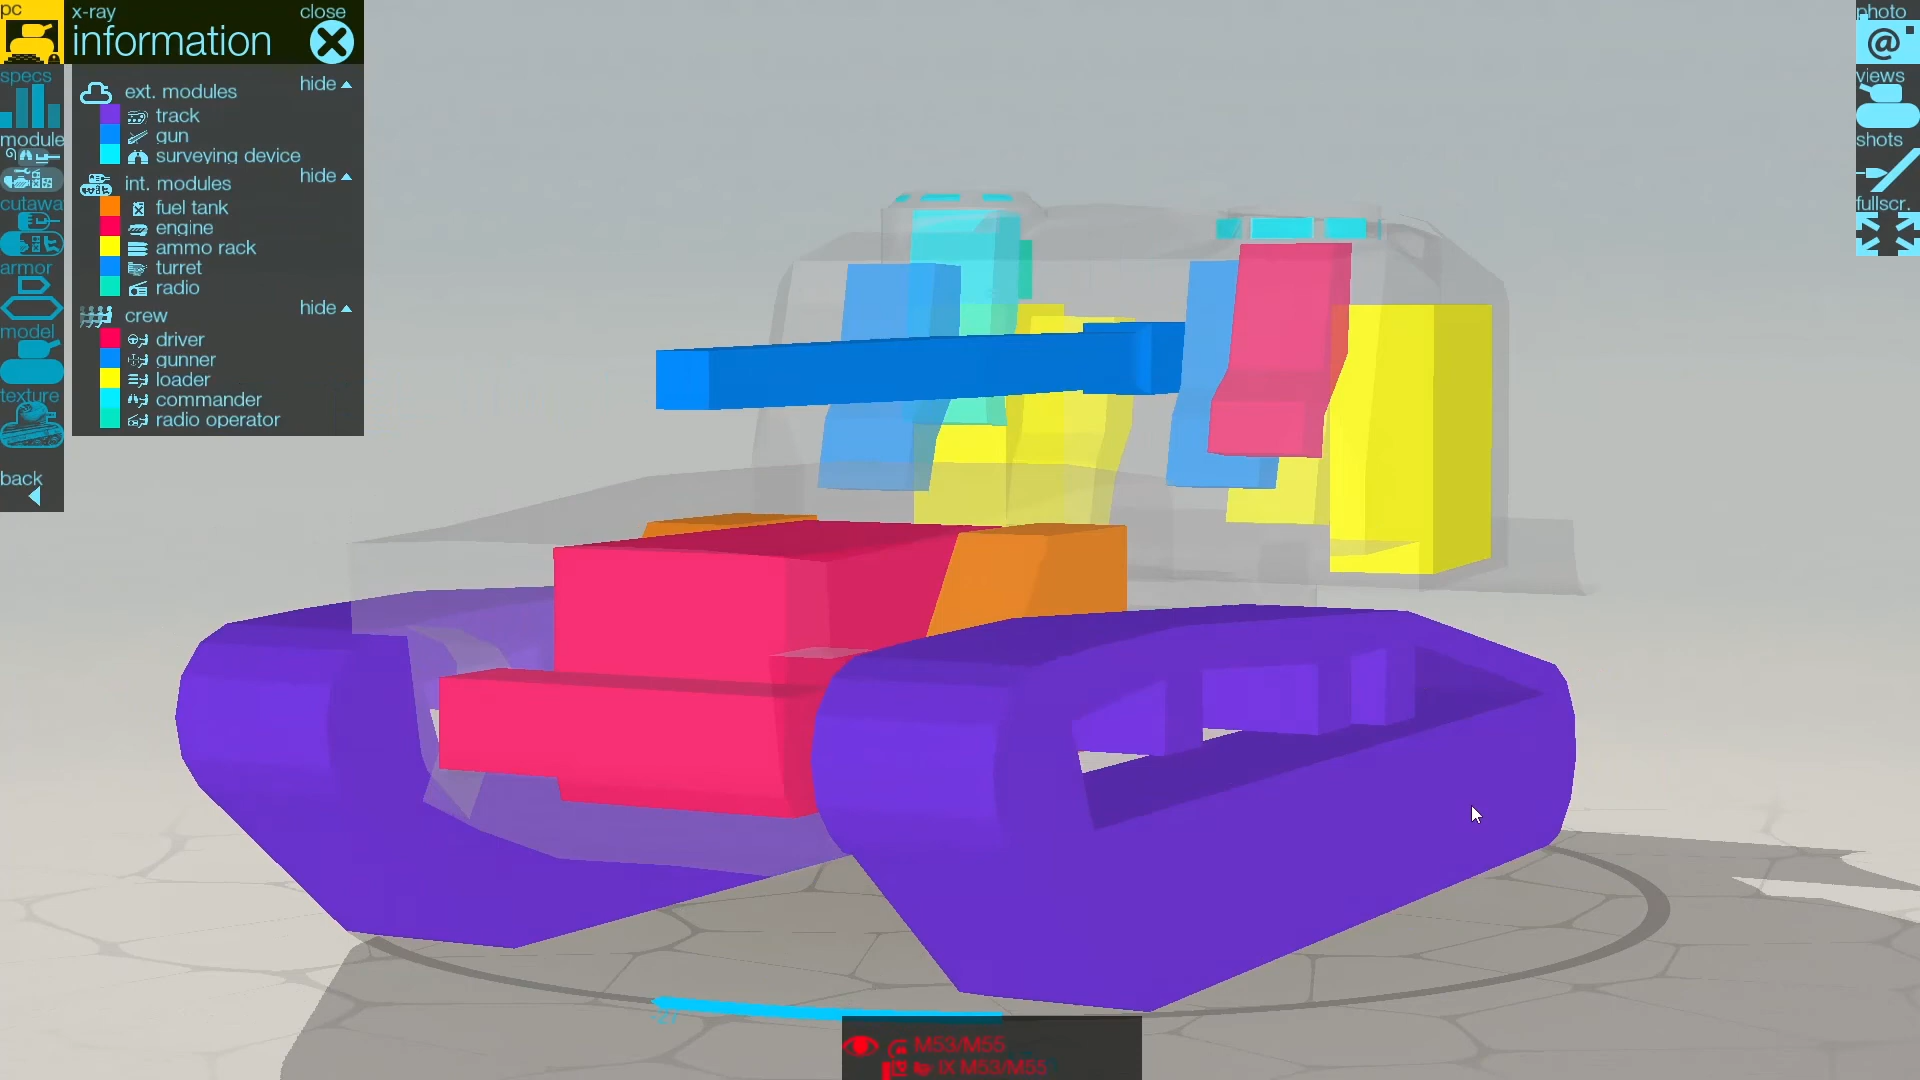 pc
x-ray
close
information
specs
module
cutawa
armor
model
texture
back
ext. modules
hide
track
gun
surveying device
int. modules
hide
fuel tank
engine
ammo rack
turret
radio
crew
hide
driver
gunner
loader
commander
radio operator
photo
@
views
shots
fullscr.
M53/M55
IX M53/M55